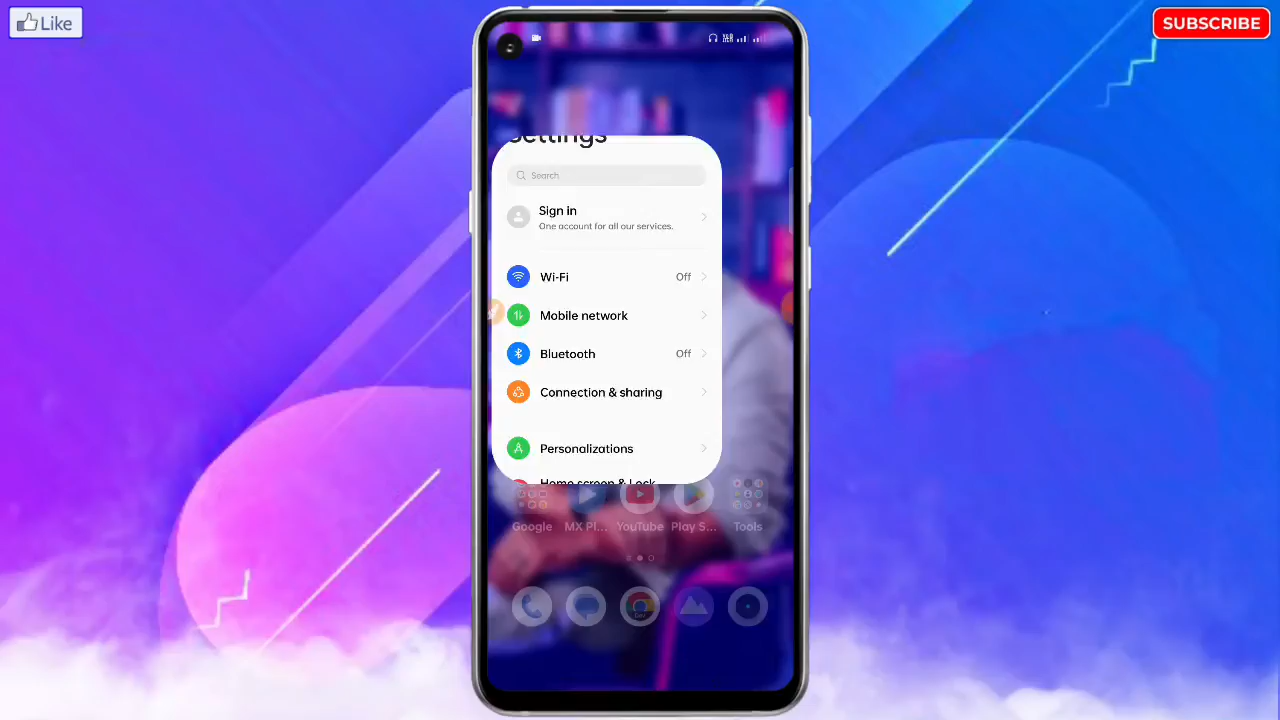 Like
SUBSCRIBE
Settings
Search
Sign in
One account for all our services.
Wi-Fi Off
Mobile network
Bluetooth Off
Connection & sharing
Personalizations
Home screen & Lock
Google MX Pl... YouTube Play S... Tools